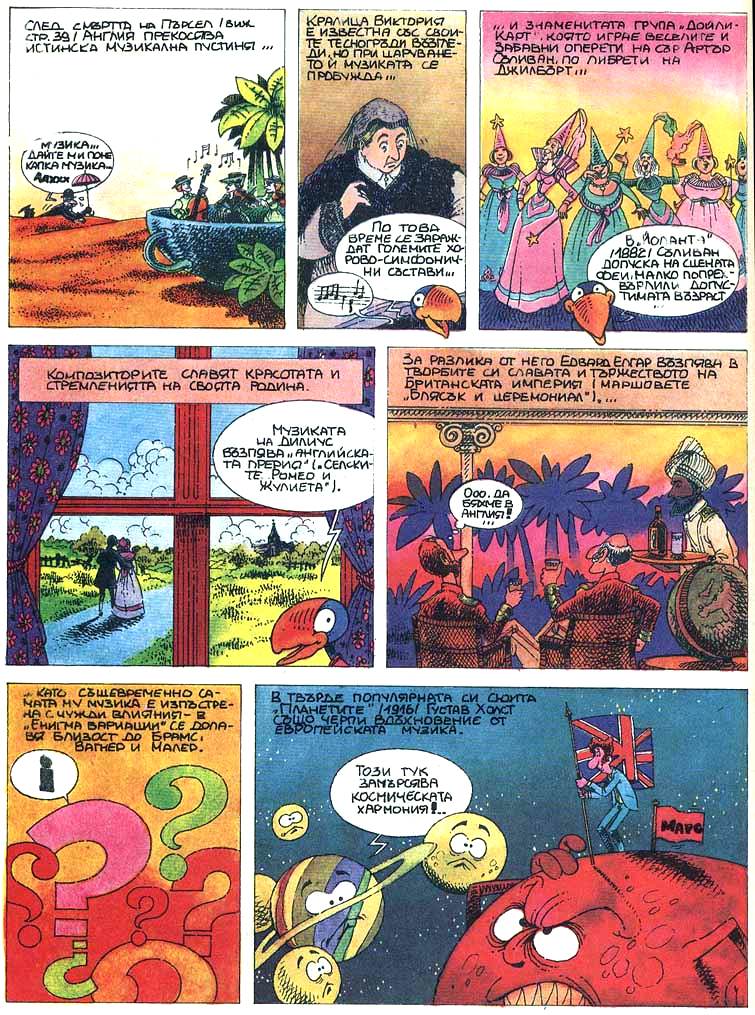 СЛЕД СМЪРТТА НА ПЪРСЕЛ /ВИЖ
СТР. 39/ АНГЛИЯ ПРЕКОСЯВА
ИСТИНСКА МУЗИКАЛНА ПУСТИНЯ...
МУЗИКА...
ДАЙТЕ МИ ПОНЕ
КАПКА МУЗИКА...
КРАЛИЦА ВИКТОРИЯ
Е ИЗВЕСТНА СЪС СВОИ-
ТЕ ТЕСНОГРЪДИ ВЪЗГЛЕ-
ДИ, НО ПРИ ЦАРУВАНЕ-
ТО Ѝ МУЗИКАТА СЕ
ПРОБУЖДА...
ПО ТОВА
ВРЕМЕ СЕ ЗАРАЖ-
ДАТ ГОЛЕМИТЕ ХО-
РОВО-СИМФОНИЧ-
НИ СЪСТАВИ...
... И ЗНАМЕНИТАТА ГРУПА „ДОЙЛИ-
КАРТ", КОЯТО ИГРАЕ ВЕСЕЛИТЕ И
ЗАБАВНИ ОПЕРЕТИ НА СЪР АРТЪР
СЪЛИВАН, ПО ЛИБРЕТИ НА
ДЖИЛБЪРТ...
В „ЙОЛАНТА"
/1882/ СЪЛИВАН
ДОПУСКА НА СЦЕНАТА
ФЕИ, МАЛКО ПОПРЕ-
ВЪРЛИЛИ ДОПУС-
ТИМАТА ВЪЗРАСТ
...
КОМПОЗИТОРИТЕ СЛАВЯТ КРАСОТАТА И
СТРЕМЛЕНИЯТА НА СВОЯТА РОДИНА.
МУЗИКАТА
НА ДИЛИУС
ВЪЗПЯВА „АНГЛИЙСКА-
ТА ПРЕРИЯ" („СЕЛСКИ-
ТЕ РОМЕО И
ЖУЛИЕТА").
ЗА РАЗЛИКА ОТ НЕГО ЕДВАРД ЕЛГАР ВЪЗПЯВА В
ТВОРБИТЕ СИ СЛАВАТА И ТЪРЖЕСТВОТО НА
БРИТАНСКАТА ИМПЕРИЯ (МАРШОВЕТЕ
„БЛЯСЪК И ЦЕРЕМОНИАЛ")....
ООО, ДА
БЯХМЕ В
АНГЛИЯ!
...
„КАТО СЪЩЕВРЕМЕННО СА-
МАТА МУ МУЗИКА Е ИЗПЪСТРЕ-
НА С ЧУЖДИ ВЛИЯНИЯ - В
„ЕНИГМА ВАРИАЦИИ" СЕ ДОЛА-
ВЯ БЛИЗОСТ ДО БРАМС,
ВАГНЕР И МАЛЕР.
i
В ТВЪРДЕ ПОПУЛЯРНАТА СИ СЮИТА
„ПЛАНЕТИТЕ" /1916/ ГУСТАВ ХОЛСТ
СЪЩО ЧЕРПИ ВДЪХНОВЕНИЕ ОТ
ЕВРОПЕЙСКАТА МУЗИКА.
ТОЗИ ТУК
ЗАМЪРСЯВА
КОСМИЧЕСКАТА
ХАРМОНИЯ!..
МАРС